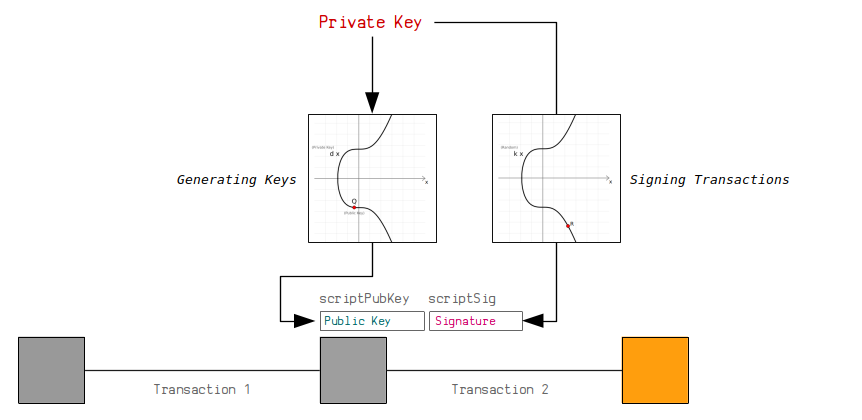 Private Key
(Private Key)
d x
x
Q
(Public Key)
Generating Keys
(Random)
k x
x
R
Signing Transactions
scriptPubKey scriptSig
Public Key Signature
Transaction 1 Transaction 2